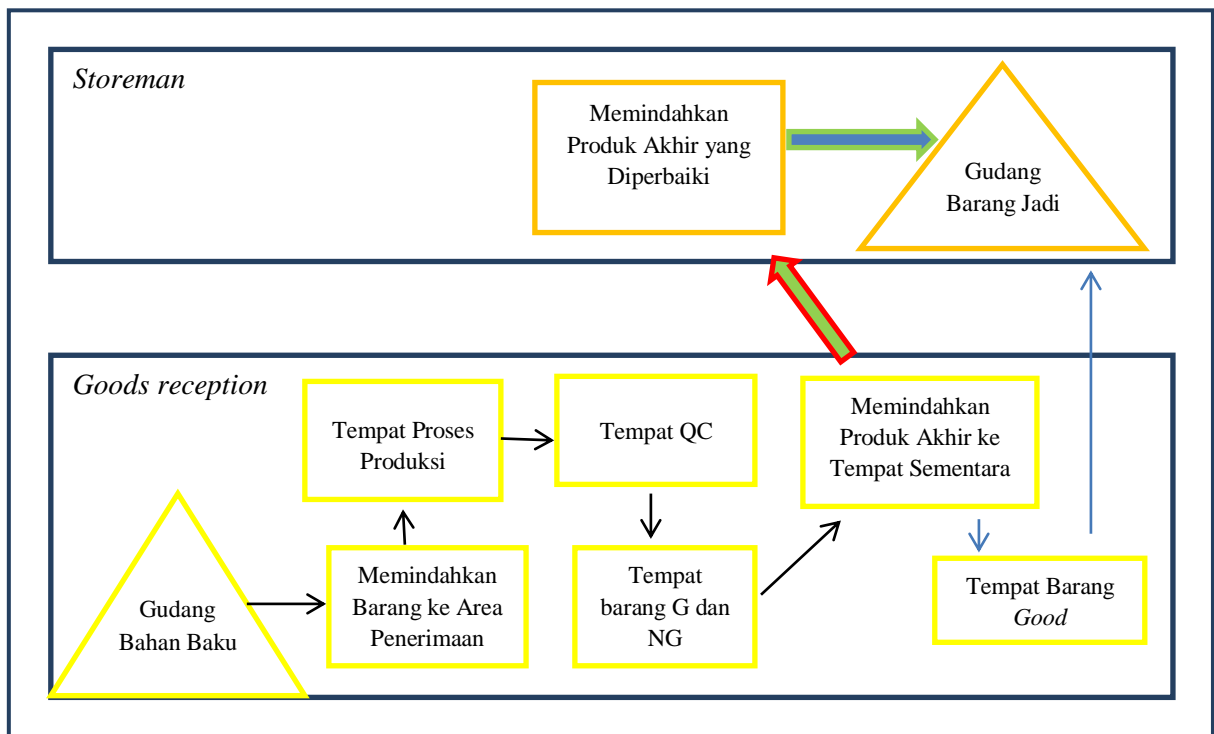 Storeman
Memindahkan
Produk Akhir yang
Diperbaiki
Gudang
Barang Jadi
Goods reception
Tempat Proses
Produksi
Tempat QC
Memindahkan
Produk Akhir ke
Tempat Sementara
Gudang
Bahan Baku
Memindahkan
Barang ke Area
Penerimaan
Tempat
barang G dan
NG
Tempat Barang
Good